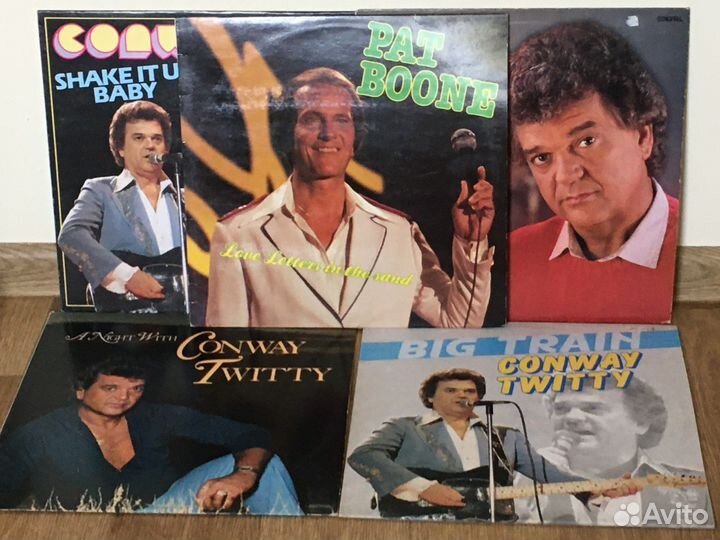 CONW
SHAKE IT U
BABY
PAT
BOONE
Love Letters in the sand
A NIGHT WITH
CONWAY
TWITTY
BIG TRAIN
CONWAY
TWITTY
Avito